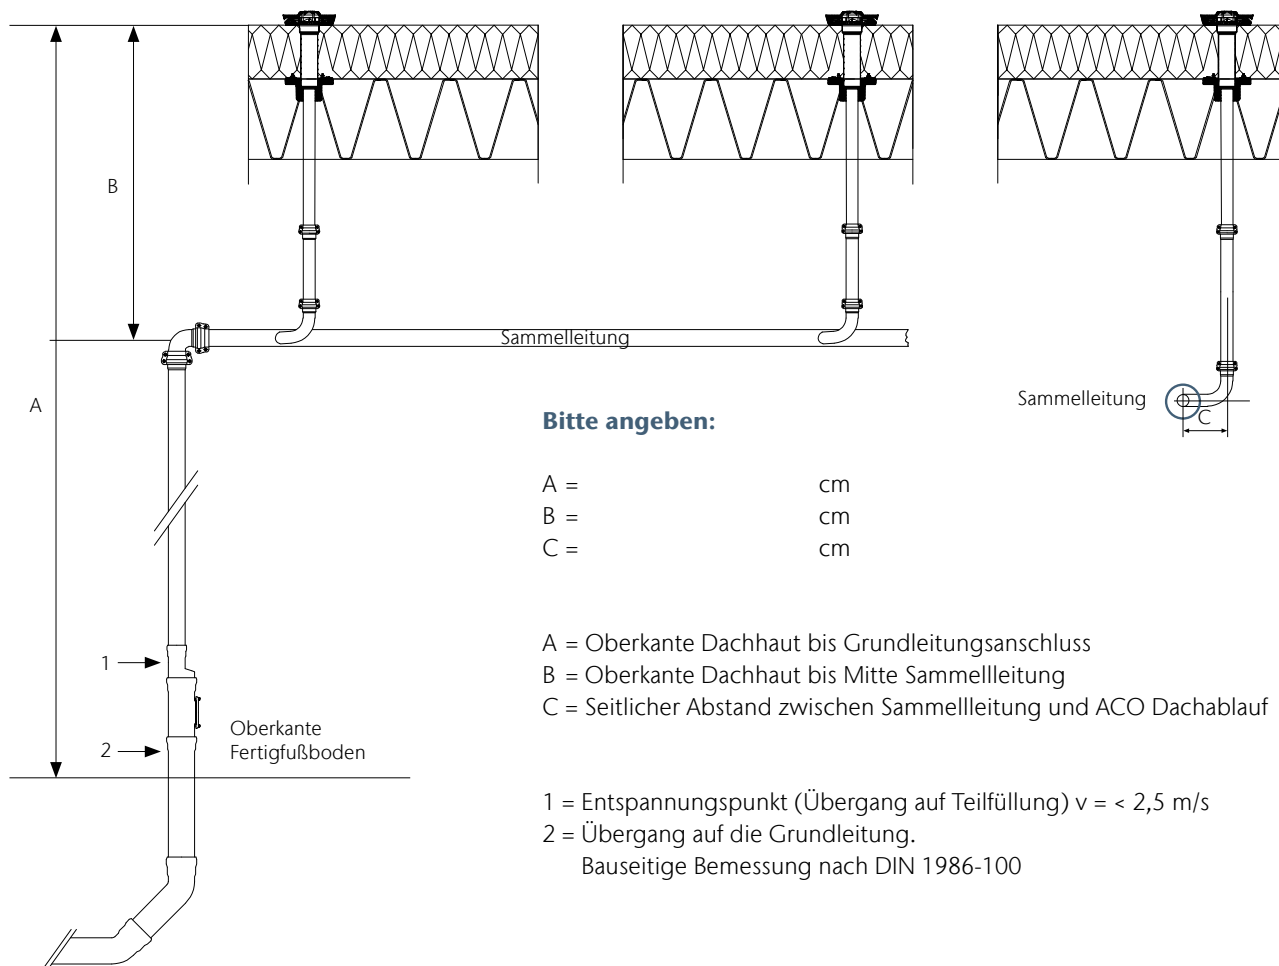 B
A
Sammelleitung
Sammelleitung
C
Bitte angeben:
A = cm
B = cm
C = cm
A = Oberkante Dachhaut bis Grundleitungsanschluss
B = Oberkante Dachhaut bis Mitte Sammellleitung
C = Seitlicher Abstand zwischen Sammellleitung und ACO Dachablauf
1
2
Oberkante
Fertigfußboden
1 = Entspannungspunkt (Übergang auf Teilfüllung) v = < 2,5 m/s
2 = Übergang auf die Grundleitung.
Bauseitige Bemessung nach DIN 1986-100